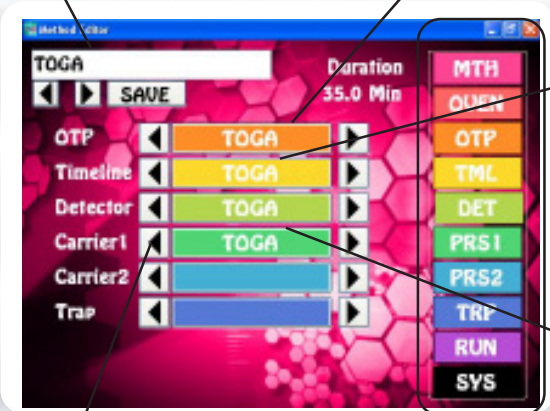 Method Editor
TOGA
SAVE
Duration
35.0 Min
OTP TOGA
Timeline TOGA
Detector TOGA
Carrier1 TOGA
Carrier2
Trap
MTH
OVEN
OTP
TML
DET
PRS1
PRS2
TRP
RUN
SYS